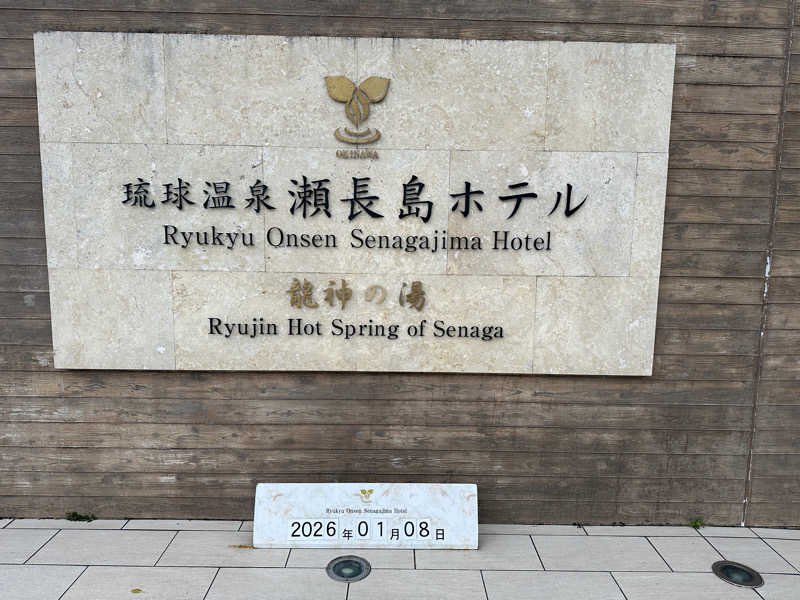 OKINAWA
琉球温泉瀬長島ホテル
Ryukyu Onsen Senagajima Hotel
龍神の湯
Ryujin Hot Spring of Senaga
Ryukyu Onsen Senagajima Hotel
2026年01月08日